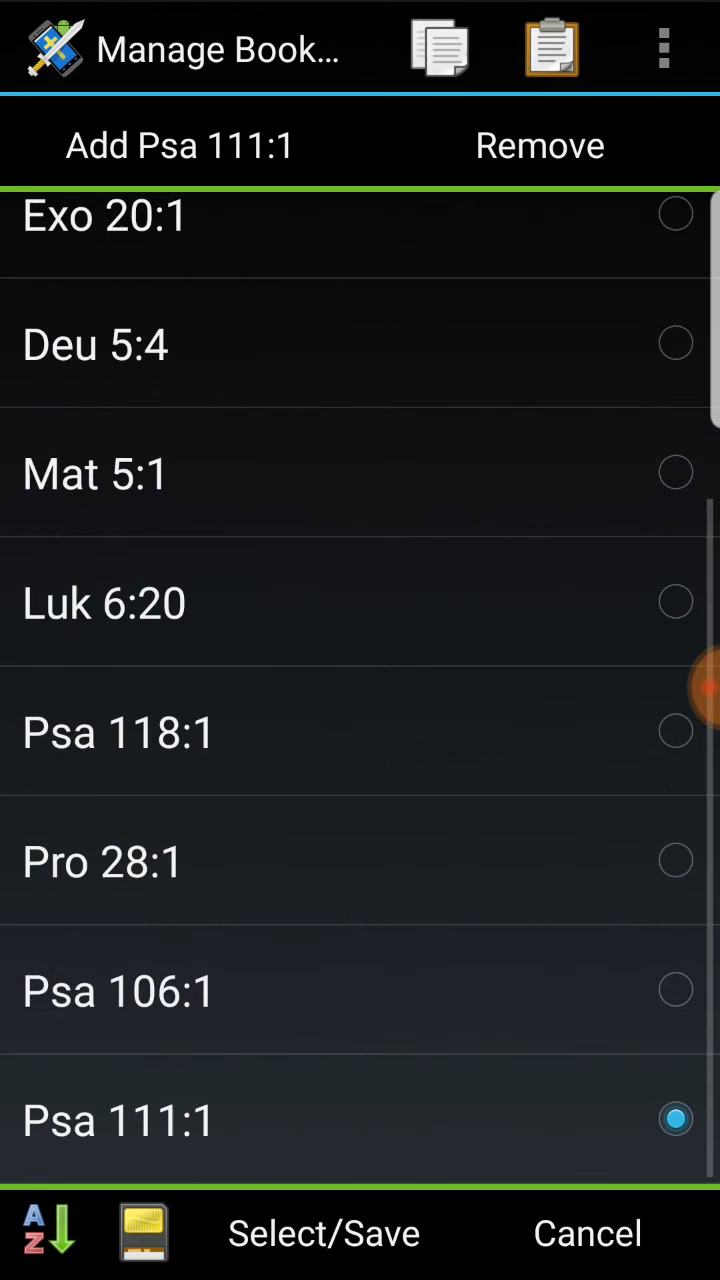 Manage Book...
Add Psa 111:1
Remove
Exo 20:1
Deu 5:4
Mat 5:1
Luk 6:20
Psa 118:1
Pro 28:1
Psa 106:1
Psa 111:1
A
Z
Select/Save
Cancel